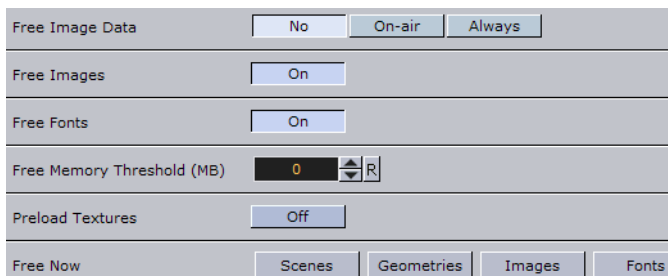 Free Image Data No On-air Always
Free Images On
Free Fonts On
Free Memory Threshold (MB) 0 R
Preload Textures Off
Free Now Scenes Geometries Images Fonts